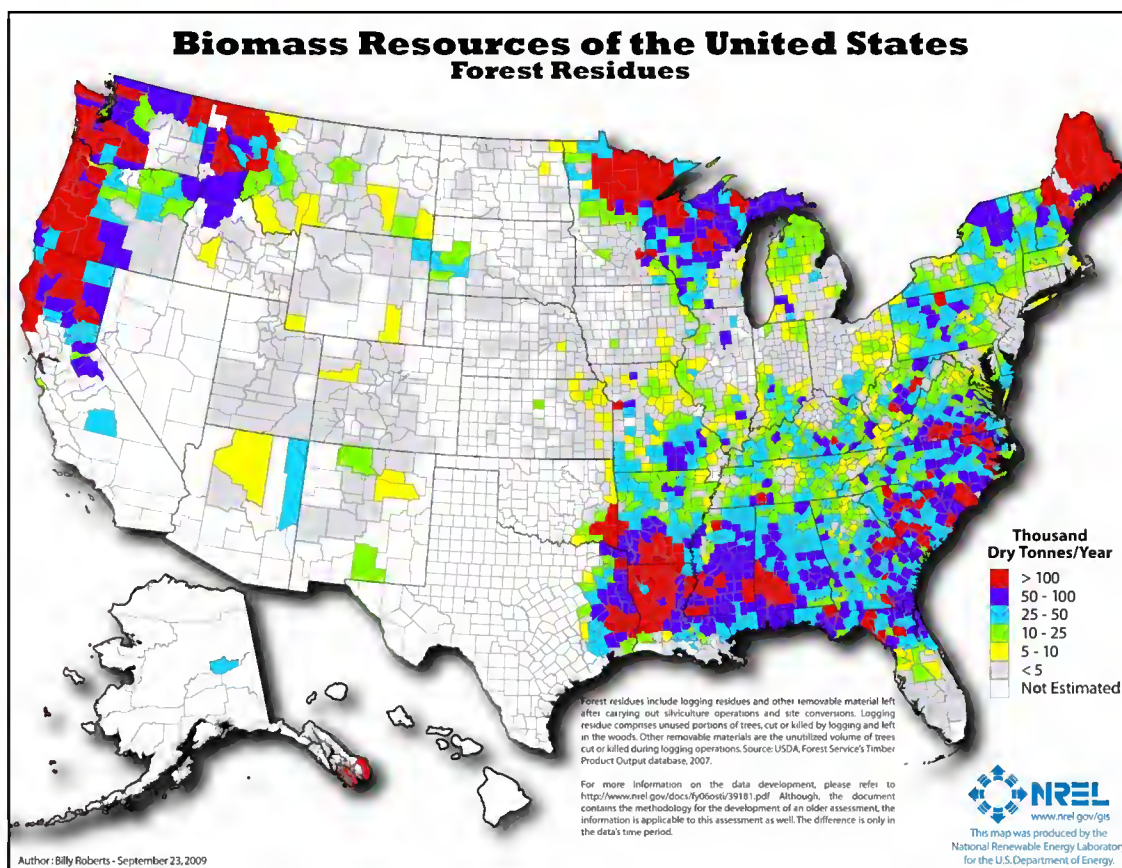 Biomass Resources of the United States
Forest Residues
Thousand
Dry Tonnes/Year
> 100
50 - 100
25 - 50
10 - 25
5 - 10
< 5
Not Estimated
Forest residues include logging residues and other removable material left
after carrying out silviculture operations and site conversions. Logging
residue comprises unused portions of trees, cut or killed by logging and left
in the woods. Other removable materials are the unutilized volume of trees
cut or killed during logging operations. Source: USDA, Forest Service's Timber
Product Output database, 2007.
For more information on the data development, please refer to
http://www.nrel.gov/docs/fy06osti/39181.pdf Although, the document
contains the methodology for the development of an older assessment, the
information is applicable to this assessment as well. The difference is only in
the data's time period.
NREL
www.nrel.gov/gis
This map was produced by the
National Renewable Energy Laborator
for the U.S. Department of Energy.
Author : Billy Roberts - September 23, 2009